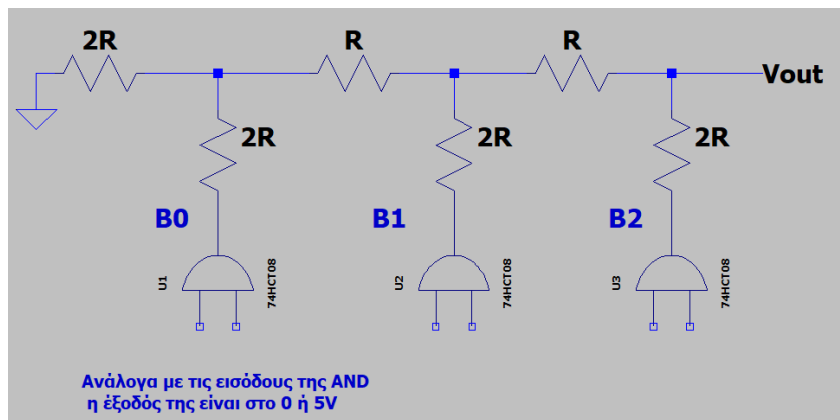 2R
R
R
Vout
2R
2R
2R
B0
B1
B2
U1
74HCT08
U2
74HCT08
U3
74HCT08
Ανάλογα με τις εισόδους της AND
η έξοδός της είναι στο 0 ή 5V